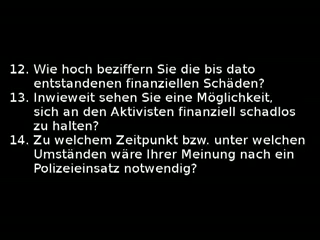 12. Wie hoch beziffern Sie die bis dato
entstandenen finanziellen Schäden?
13. Inwieweit sehen Sie eine Möglichkeit,
sich an den Aktivisten finanziell schadlos
zu halten?
14. Zu welchem Zeitpunkt bzw. unter welchen
Umständen wäre Ihrer Meinung nach ein
Polizeieinsatz notwendig?